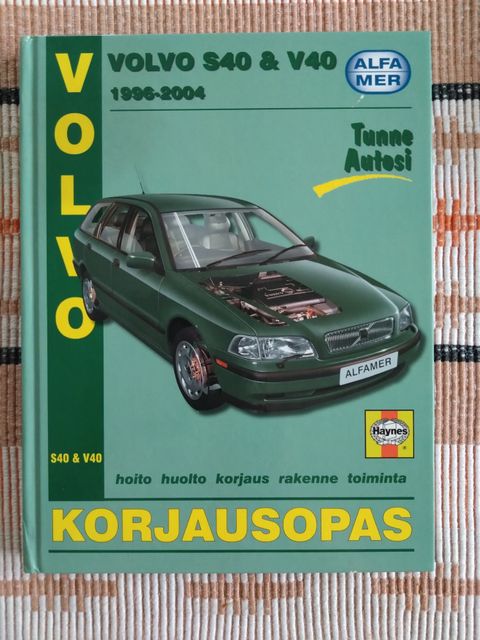 VOLVO
VOLVO S40 & V40
1996-2004
ALFA
MER
Tunne
Autosi
ALFAMER
Haynes
S40 & V40
hoito huolto korjaus rakenne toiminta
KORJAUSOPAS